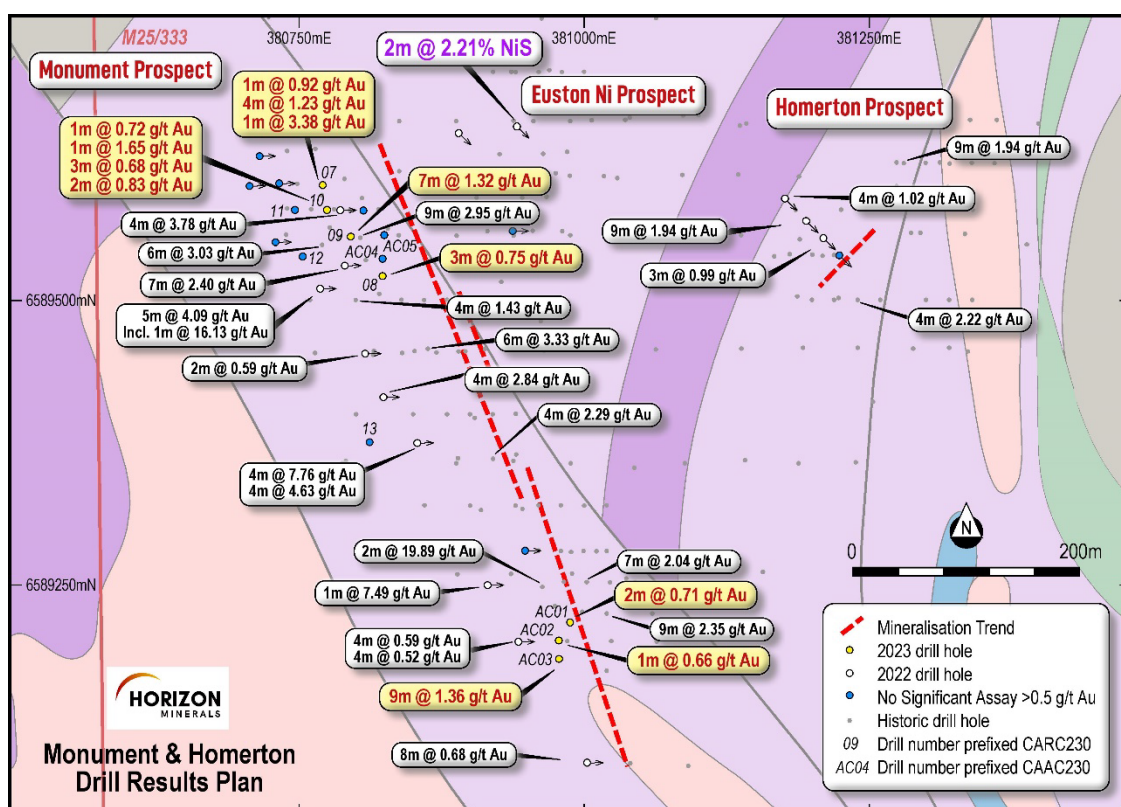 M25/333
380750mE
381000mE
381250mE
2m @ 2.21% NiS
Monument Prospect
Euston Ni Prospect
Homerton Prospect
1m @ 0.92 g/t Au
4m @ 1.23 g/t Au
1m @ 3.38 g/t Au
1m @ 0.72 g/t Au
1m @ 1.65 g/t Au
3m @ 0.68 g/t Au
2m @ 0.83 g/t Au
07
10
11
09
12
AC04
AC05
08
7m @ 1.32 g/t Au
9m @ 2.95 g/t Au
3m @ 0.75 g/t Au
4m @ 3.78 g/t Au
6m @ 3.03 g/t Au
7m @ 2.40 g/t Au
5m @ 4.09 g/t Au
Incl. 1m @ 16.13 g/t Au
9m @ 1.94 g/t Au
4m @ 1.02 g/t Au
9m @ 1.94 g/t Au
3m @ 0.99 g/t Au
4m @ 2.22 g/t Au
6589500mN
4m @ 1.43 g/t Au
6m @ 3.33 g/t Au
2m @ 0.59 g/t Au
4m @ 2.84 g/t Au
4m @ 2.29 g/t Au
13
4m @ 7.76 g/t Au
4m @ 4.63 g/t Au
N
0
200m
2m @ 19.89 g/t Au
7m @ 2.04 g/t Au
6589250mN
1m @ 7.49 g/t Au
2m @ 0.71 g/t Au
AC01
AC02
AC03
9m @ 2.35 g/t Au
4m @ 0.59 g/t Au
4m @ 0.52 g/t Au
1m @ 0.66 g/t Au
9m @ 1.36 g/t Au
8m @ 0.68 g/t Au
HORIZON
MINERALS
Monument & Homerton
Drill Results Plan
Mineralisation Trend
2023 drill hole
2022 drill hole
No Significant Assay >0.5 g/t Au
Historic drill hole
09 Drill number prefixed CARC230
AC04 Drill number prefixed CAAC230